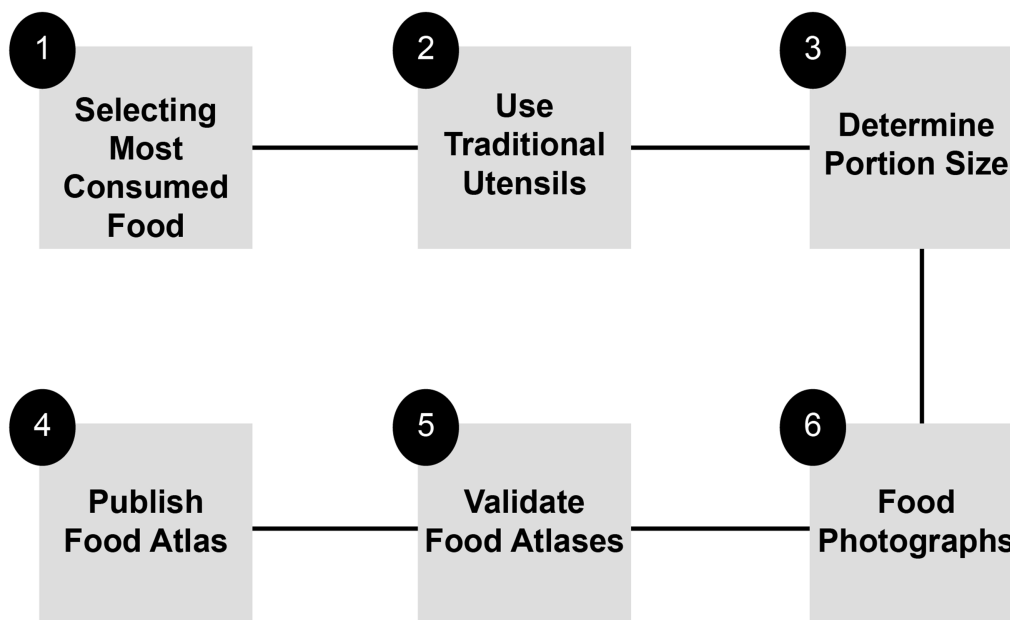 1
Selecting
Most
Consumed
Food
2
Use
Traditional
Utensils
3
Determine
Portion Size
4
Publish
Food Atlas
5
Validate
Food Atlases
6
Food
Photographs